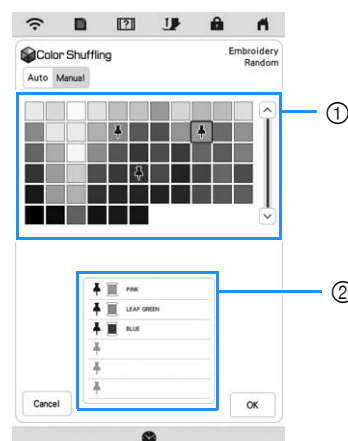 Color Shuffling
Embroidery
Random
Auto Manual
①
②
PINK
LEAF GREEN
BLUE
Cancel
OK